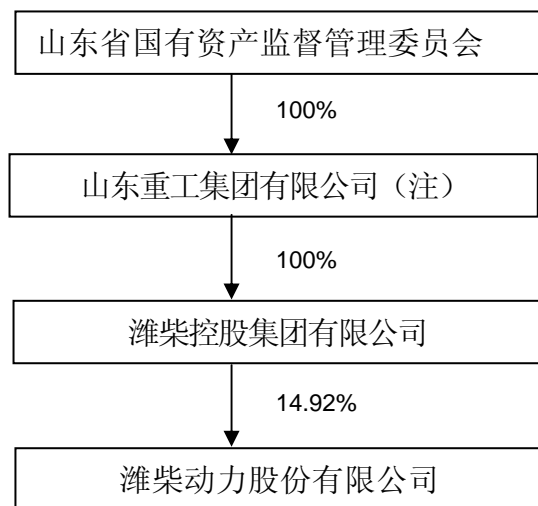 山东省国有资产监督管理委员会
100%
山东重工集团有限公司（注）
100%
潍柴控股集团有限公司
14.92%
潍柴动力股份有限公司